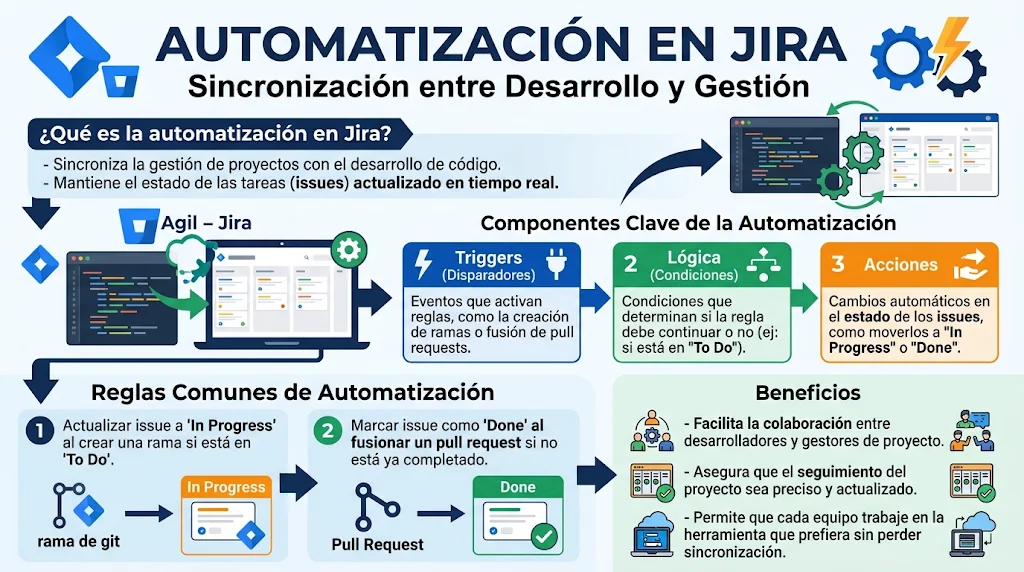 AUTOMATIZACIÓN EN JIRA
Sincronización entre Desarrollo y Gestión
¿Qué es la automatización en Jira?
- Sincroniza la gestión de proyectos con el desarrollo de código.
- Mantiene el estado de las tareas (issues) actualizado en tiempo real.
Agil – Jira
Componentes Clave de la Automatización
Triggers
(Disparadores)
Eventos que activan
reglas, como la creación
de ramas o fusión de pull
requests.
2 Lógica
(Condiciones)
Condiciones que
determinan si la regla
debe continuar o no (ej:
si está en "To Do").
3 Acciones
Cambios automáticos en
el estado de los issues,
como moverlos a "In
Progress" o "Done".
Reglas Comunes de Automatización
1 Actualizar issue a 'In Progress'
al crear una rama si está en
'To Do'.
In Progress
rama de git
2 Marcar issue como 'Done' al
fusionar un pull request si no
está ya completado.
Done
Pull Request
Beneficios
- Facilita la colaboración entre
desarrolladores y gestores de proyecto.
- Asegura que el seguimiento del
proyecto sea preciso y actualizado.
- Permite que cada equipo trabaje en la
herramienta que prefiera sin perder
sincronización.